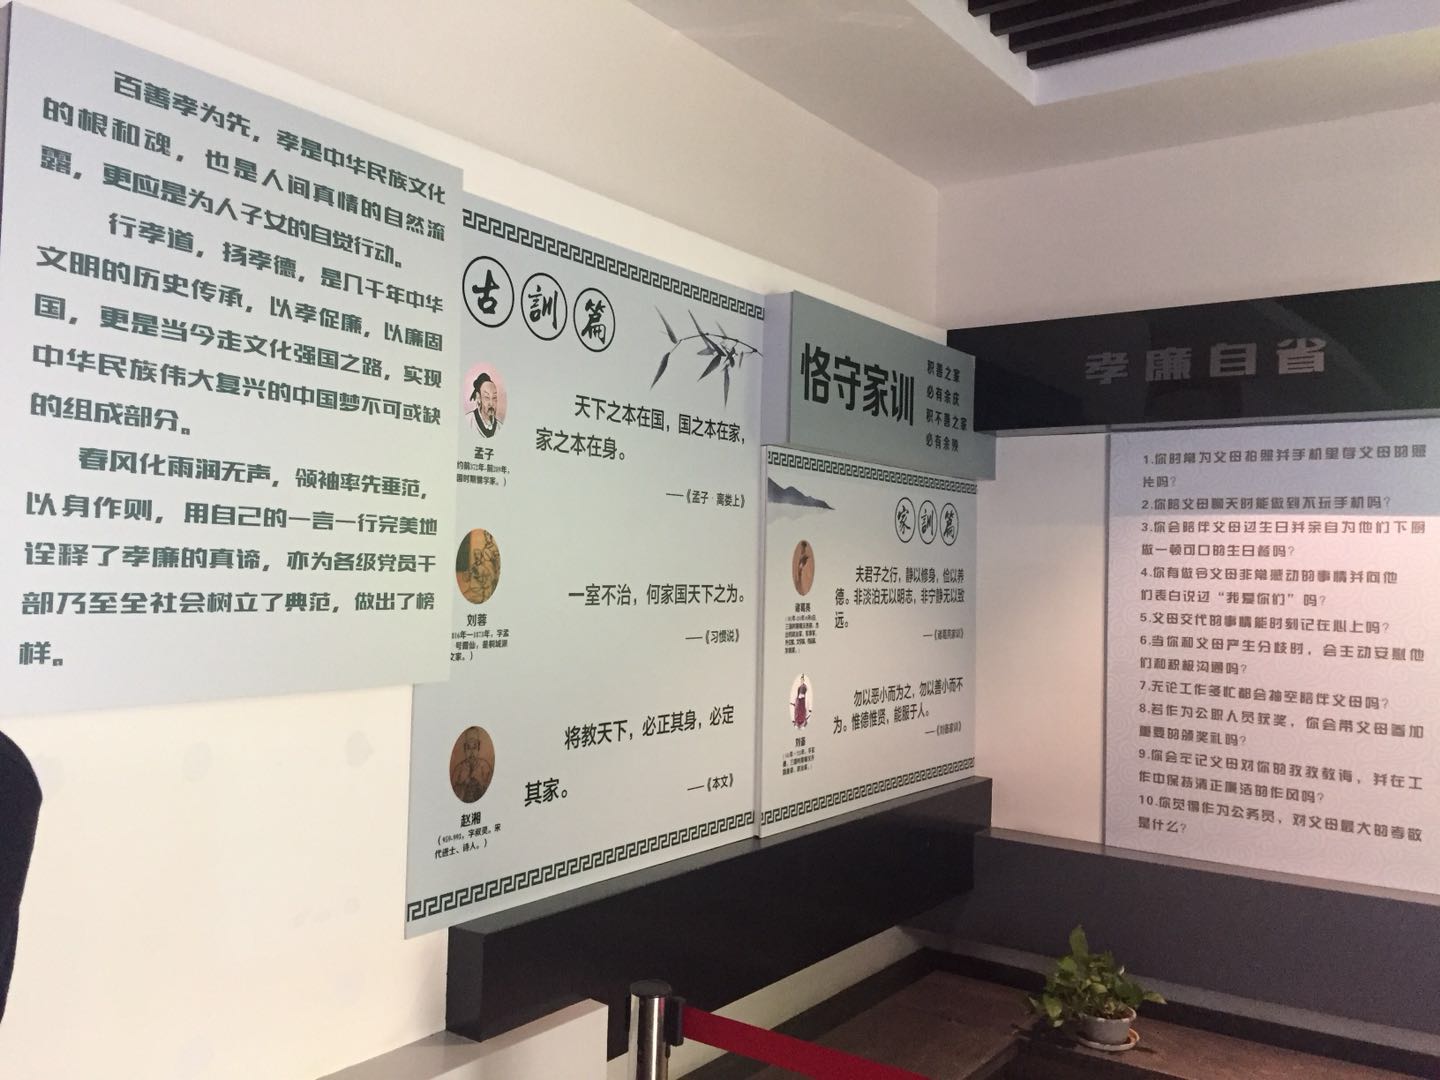 百善孝为先，孝是中华民族文化
的根和魂，也是人间真情的自然流
露，更应是为人子女的自觉行动。
行孝道，扬孝德，是几千年中华
文明的历史传承，以孝促廉，以廉固
国，更是当今走文化强国之路，实现
中华民族伟大复兴的中国梦不可或缺
的组成部分。
春风化雨润无声，领袖率先垂范，
以身作则，用自己的一言一行完美地
诠释了孝廉的真谛，亦为各级党员干
部乃至全社会树立了典范，做出了榜
样。
古訓篇
孟子
天下之本在国，国之本在家，
家之本在身。
——《孟子·离娄上》
刘蓉
一室不治，何家国天下之为。
——《习惯说》
赵湘
代进士、诗人。）
将教天下，必正其身，必定
其家。
——《本文》
恪守家训
积善之家
必有余庆
积不善之家
必有余殃
家訓篇
诸葛亮
夫君子之行，静以修身，俭以养
德。非淡泊无以明志，非宁静无以致
远。
——《诸葛亮家训》
刘备
勿以恶小而为之，勿以善小而不
为。惟德惟贤，能服于人。
——《刘备家训》
孝廉自省
1.你时常为父母拍照并手机里存父母的照
片吗？
2.你陪父母聊天时能做到不玩手机吗？
3.你会陪伴父母过生日并亲自为他们下厨
做一顿可口的生日餐吗？
4.你有做令父母非常感动的事情并向他
们表白说过“我爱你们”吗？
5.父母交代的事情能时刻记在心上吗？
6.当你和父母产生分歧时，会主动安慰他
们和积极沟通吗？
7.无论工作多忙都会抽空陪伴父母吗？
8.若作为公职人员获奖，你会带父母参加
重要的颁奖礼吗？
9.你会牢记父母对你的孜孜教诲，并在工
作中保持清正廉洁的作风吗？
10.你觉得作为公务员，对父母最大的孝敬
是什么？